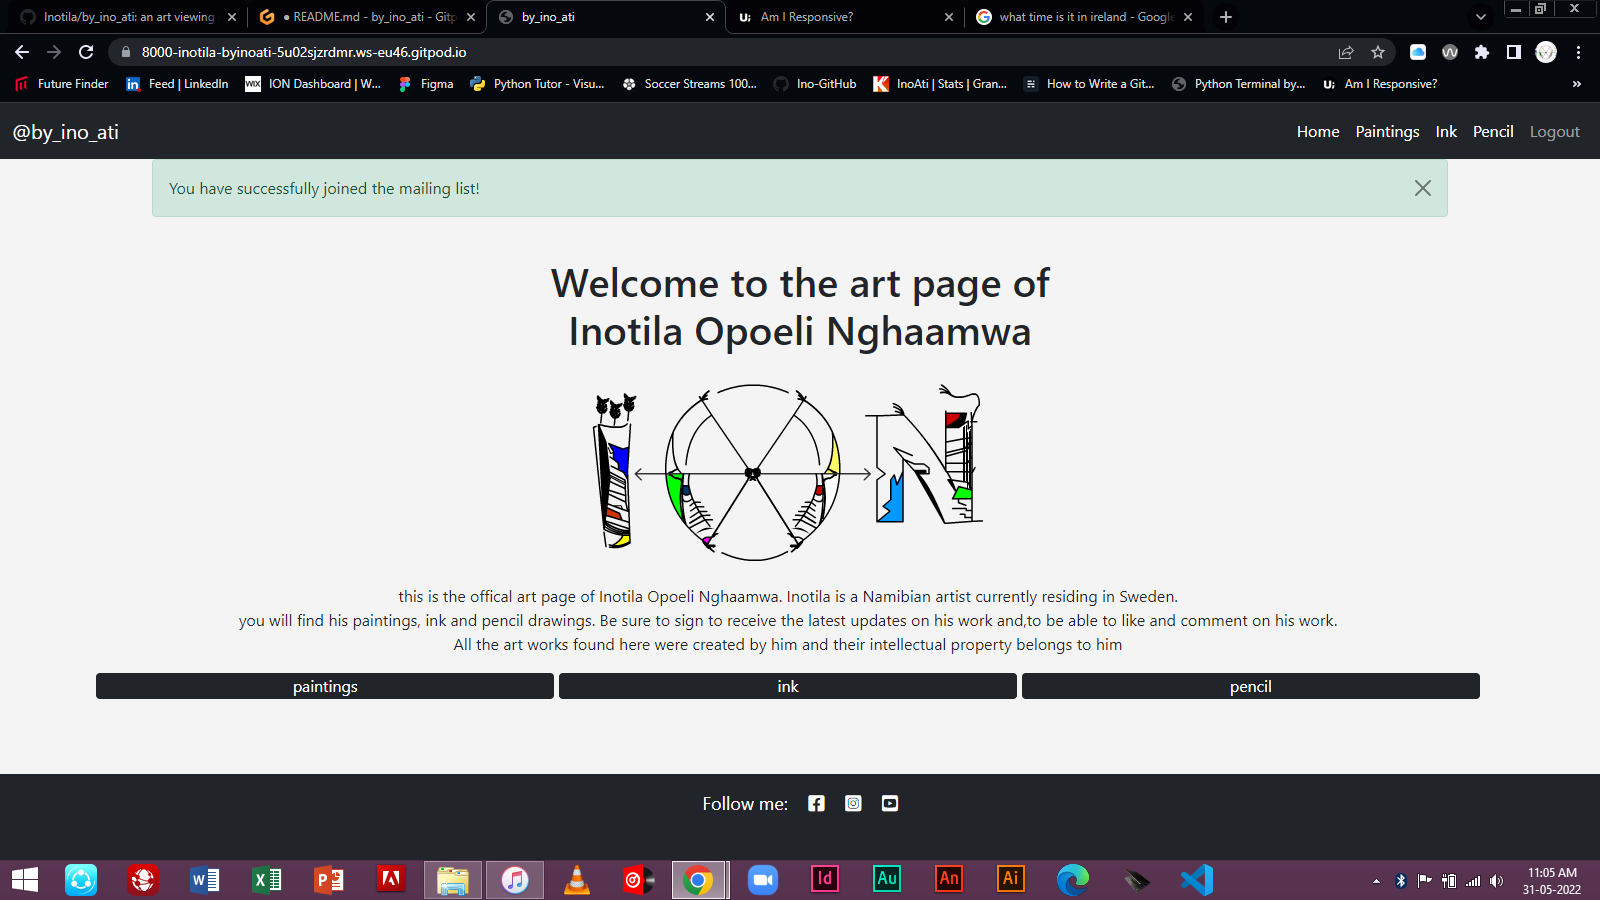 Inotila/by_ino_ati: an art viewing
● README.md - by_ino_ati - Gitp
by_ino_ati
Am I Responsive?
what time is it in ireland - Google
8000-inotila-byinoati-5u02sjzrdmr.ws-eu46.gitpod.io
Future Finder
Feed | LinkedIn
ION Dashboard | W...
Figma
Python Tutor - Visu...
Soccer Streams 100...
Ino-GitHub
InoAti | Stats | Gran...
How to Write a Git...
Python Terminal by...
Am I Responsive?
@by_ino_ati
Home Paintings Ink Pencil Logout
You have successfully joined the mailing list!
Welcome to the art page of
Inotila Opoeli Nghaamwa
ION
this is the offical art page of Inotila Opoeli Nghaamwa. Inotila is a Namibian artist currently residing in Sweden.
you will find his paintings, ink and pencil drawings. Be sure to sign to receive the latest updates on his work and,to be able to like and comment on his work.
All the art works found here were created by him and their intellectual property belongs to him
paintings
ink
pencil
Follow me:
Id
Au
An
Ai
11:05 AM
31-05-2022